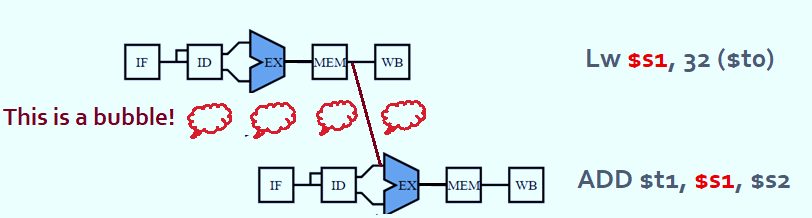 IF ID EX MEM WB Lw $s1, 32 ($to)
This is a bubble!
IF ID EX MEM WB ADD $t1, $s1, $s2